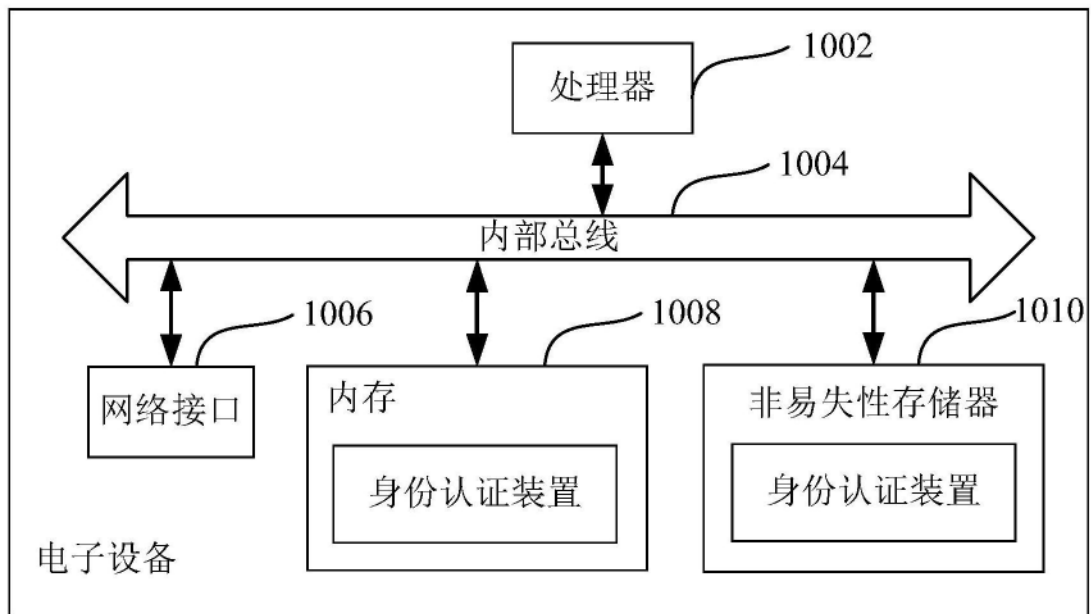 1002
处理器
1004
内部总线
1006
1008
1010
网络接口
内存
非易失性存储器
身份认证装置
身份认证装置
电子设备